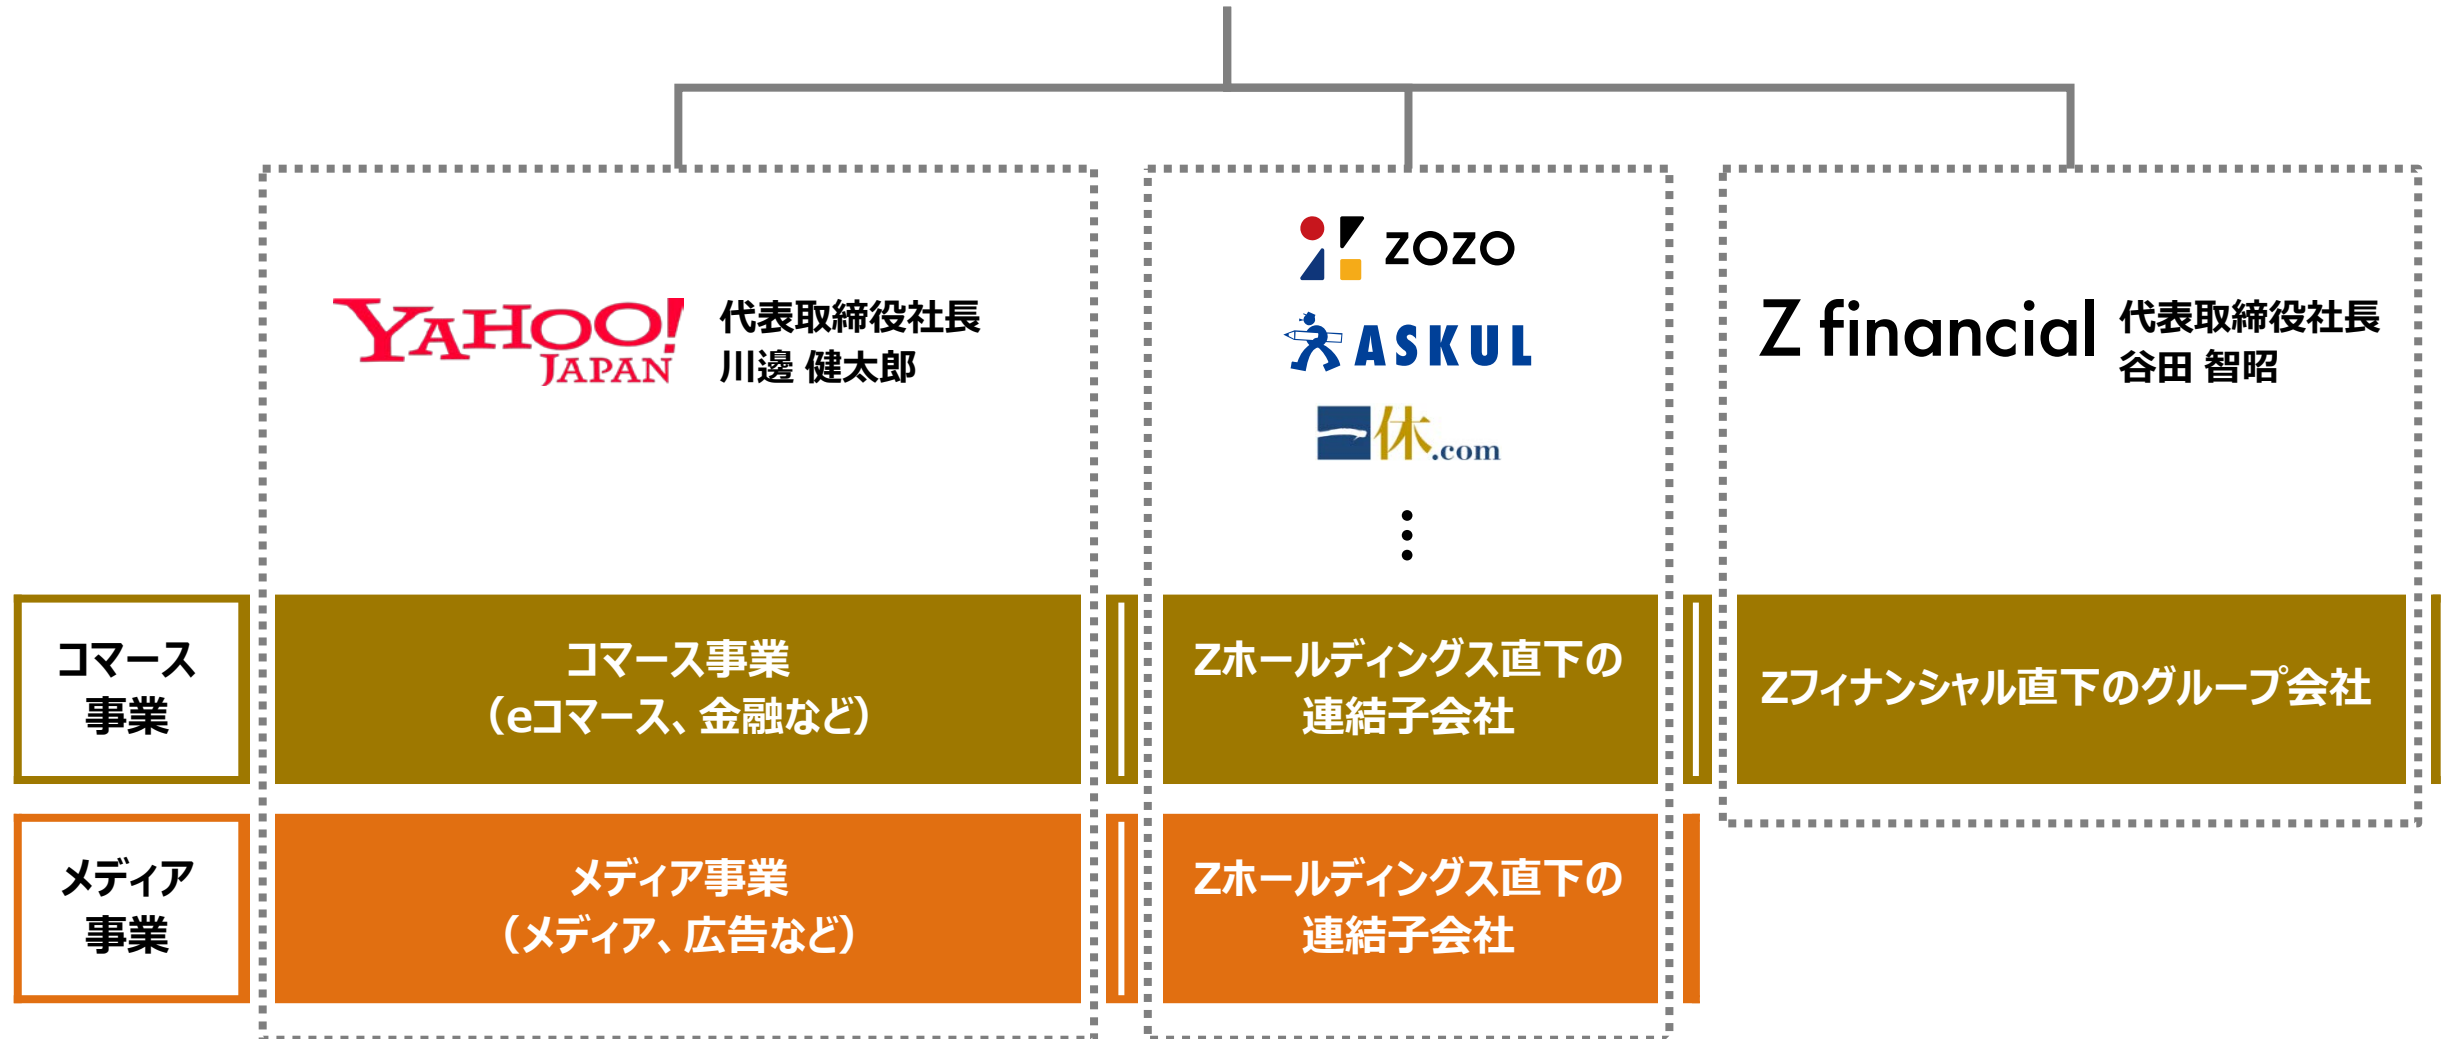 YAHOO!
JAPAN
代表取締役社長
川邊 健太郎
ZOZO
ASKUL
一休.com
Z financial
代表取締役社長
谷田 智昭
コマース
事業
コマース事業
（eコマース、金融など）
Zホールディングス直下の
連結子会社
Zフィナンシャル直下のグループ会社
メディア
事業
メディア事業
（メディア、広告など）
Zホールディングス直下の
連結子会社